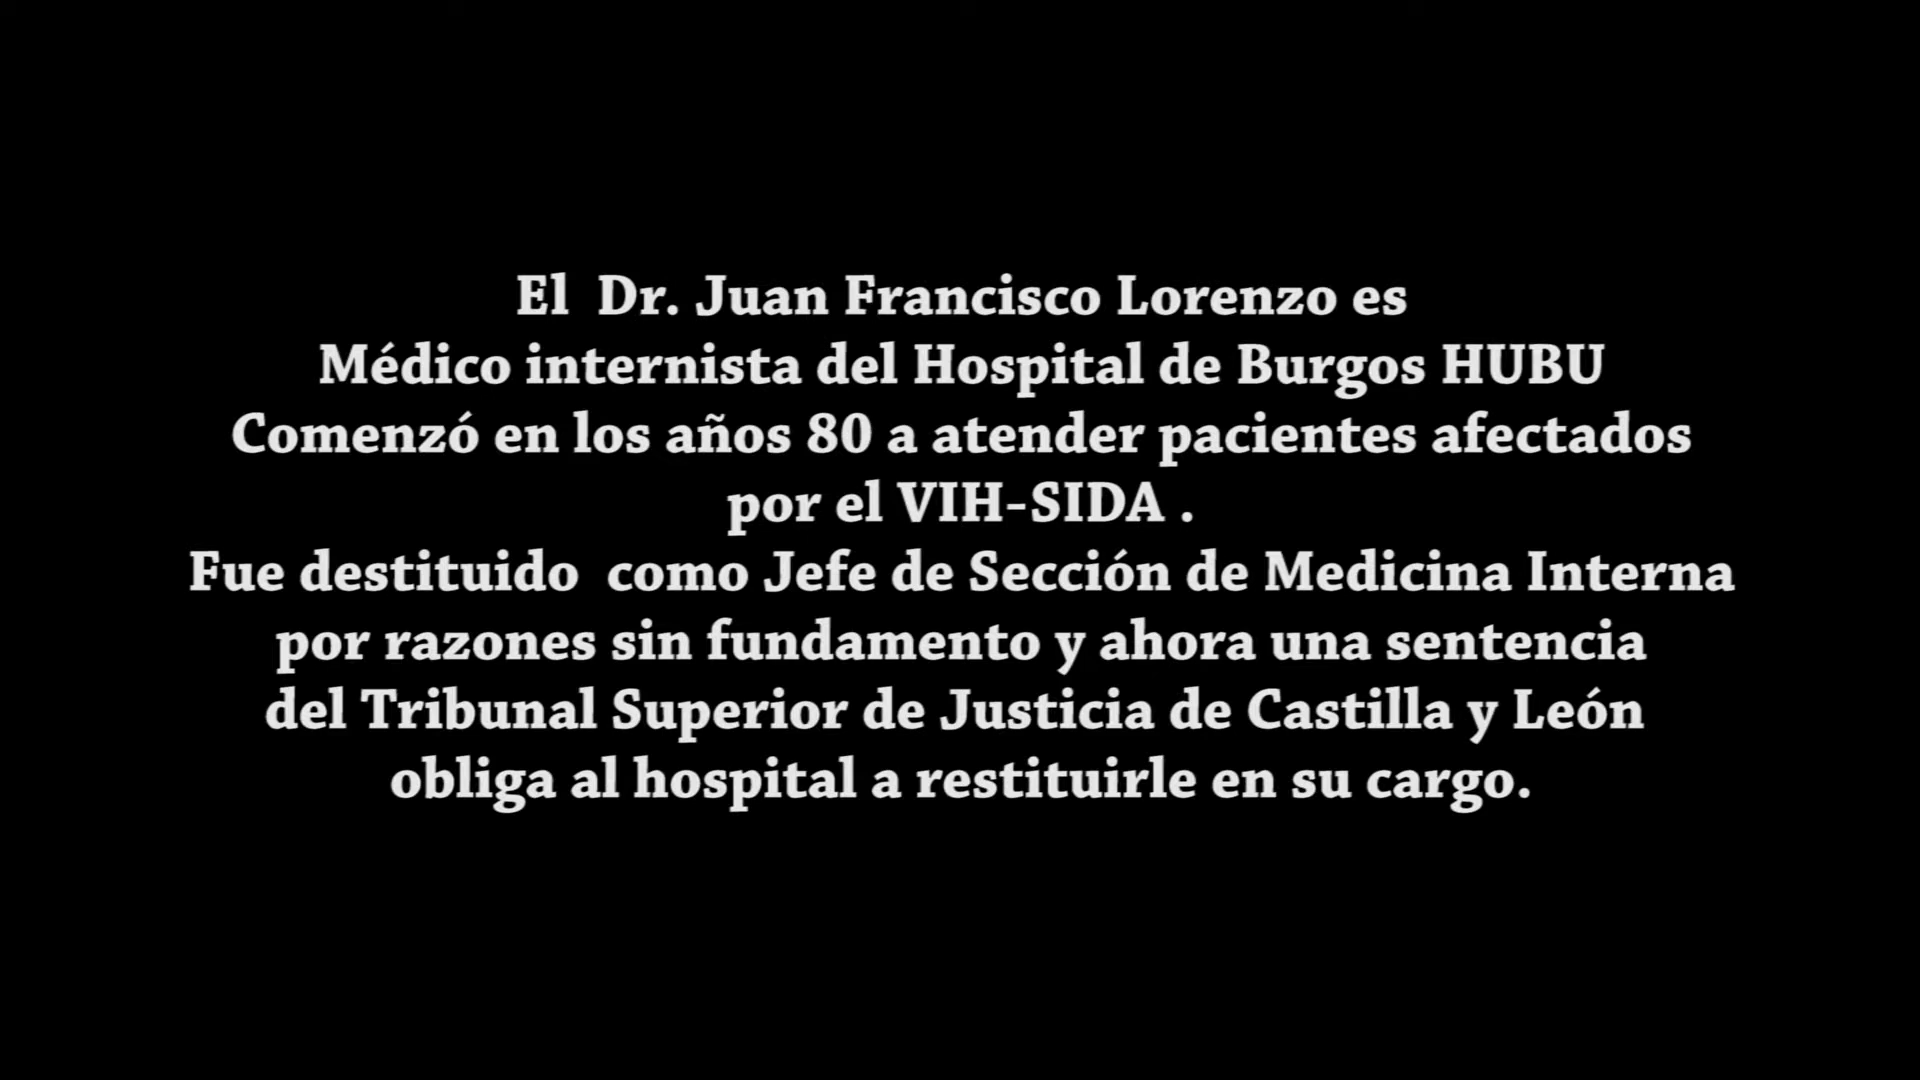 El  Dr. Juan Francisco Lorenzo es
Médico internista del Hospital de Burgos HUBU
Comenzó en los años 80 a atender pacientes afectados
por el VIH-SIDA .
Fue destituido  como Jefe de Sección de Medicina Interna
por razones sin fundamento y ahora una sentencia
del Tribunal Superior de Justicia de Castilla y León
obliga al hospital a restituirle en su cargo.